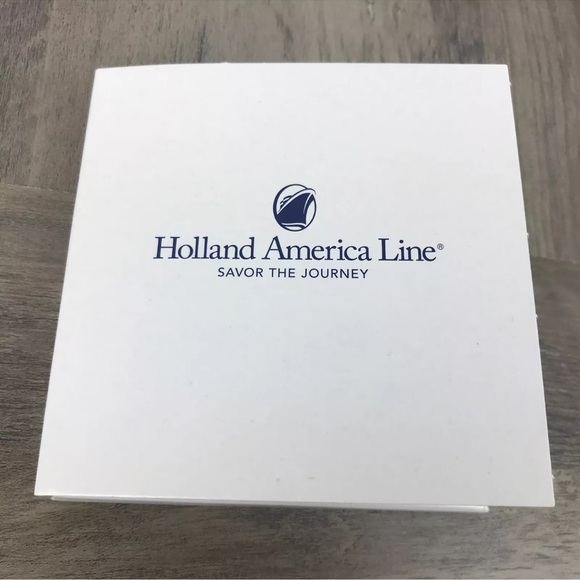 Holland America Line®
SAVOR THE JOURNEY